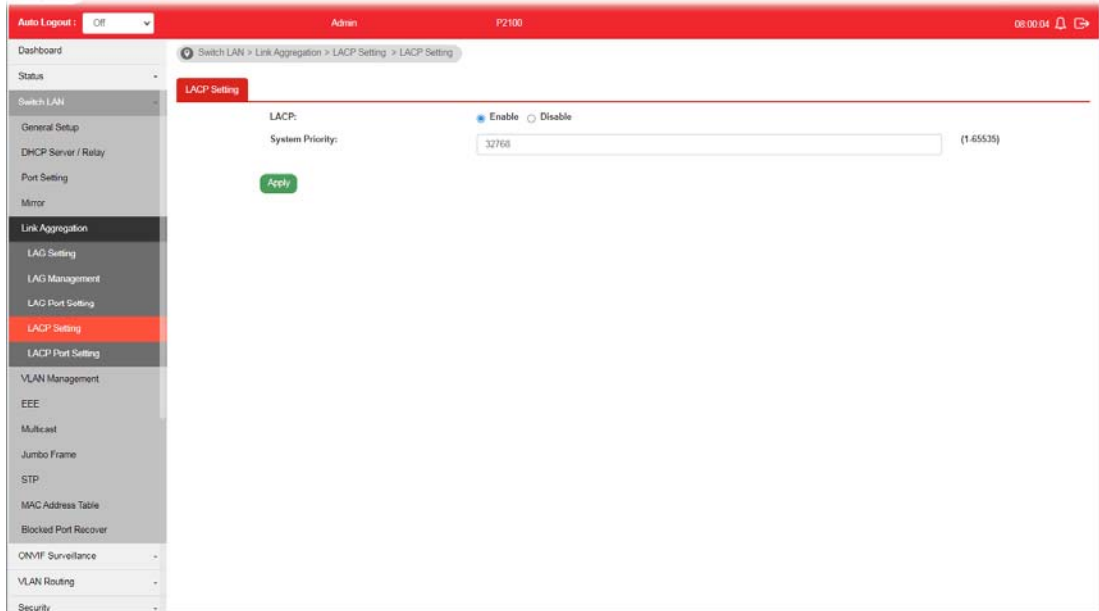 Auto Logout : Off Admin P2100 08:00:04
Dashboard
Switch LAN > Link Aggregation > LACP Setting > LACP Setting
Status
LACP Setting
Switch LAN
LACP: Enable Disable
General Setup
System Priority: 32768 (1-65535)
DHCP Server / Relay
Port Setting
Apply
Mirror
Link Aggregation
LAG Setting
LAG Management
LAG Port Setting
LACP Setting
LACP Port Setting
VLAN Management
EEE
Multicast
Jumbo Frame
STP
MAC Address Table
Blocked Port Recover
ONVIF Surveillance
VLAN Routing
Security